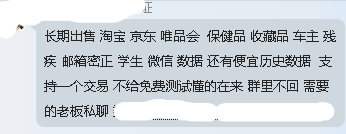 证
长期出售 淘宝 京东 唯品会  保健品 收藏品 车主 残
疾  邮箱密正  学生  微信 数据  还有便宜历史数据   支
持一个交易  不给免费测试懂的在来  群里不回  需要
的老板私聊